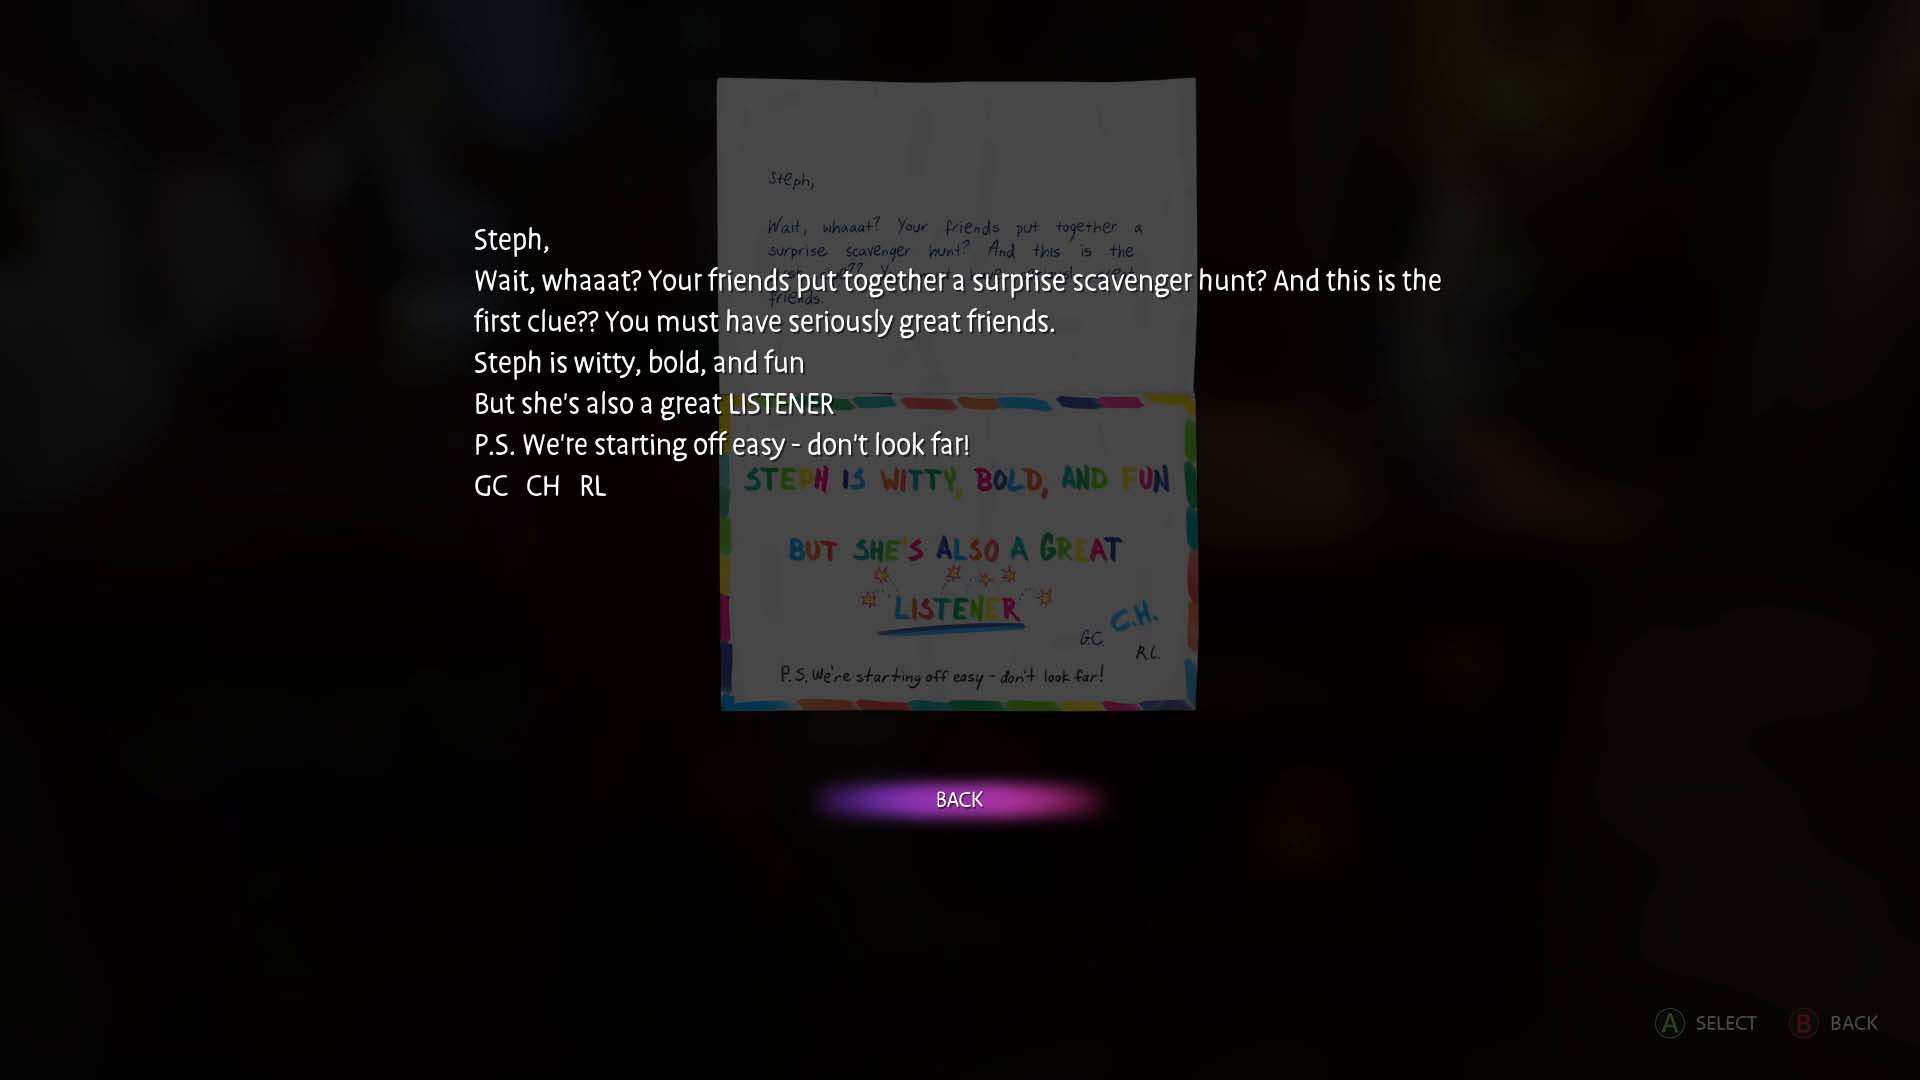 Steph,
Wait, whaaat? Your friends put together a surprise scavenger hunt? And this is the
first clue?? You must have seriously great friends.
Steph is witty, bold, and fun
But she's also a great LISTENER
P.S. We're starting off easy - don't look far!
GC CH RL
Steph,
Wait, whaaat? Your friends put together a
surprise scavenger hunt? And this is the
friends.
STEPH IS WITTY, BOLD, AND FUN
BUT SHE'S ALSO A GREAT
LISTENER
C.H.
G.C.
R.L.
P.S. We're starting off easy - don't look far!
BACK
A SELECT B BACK